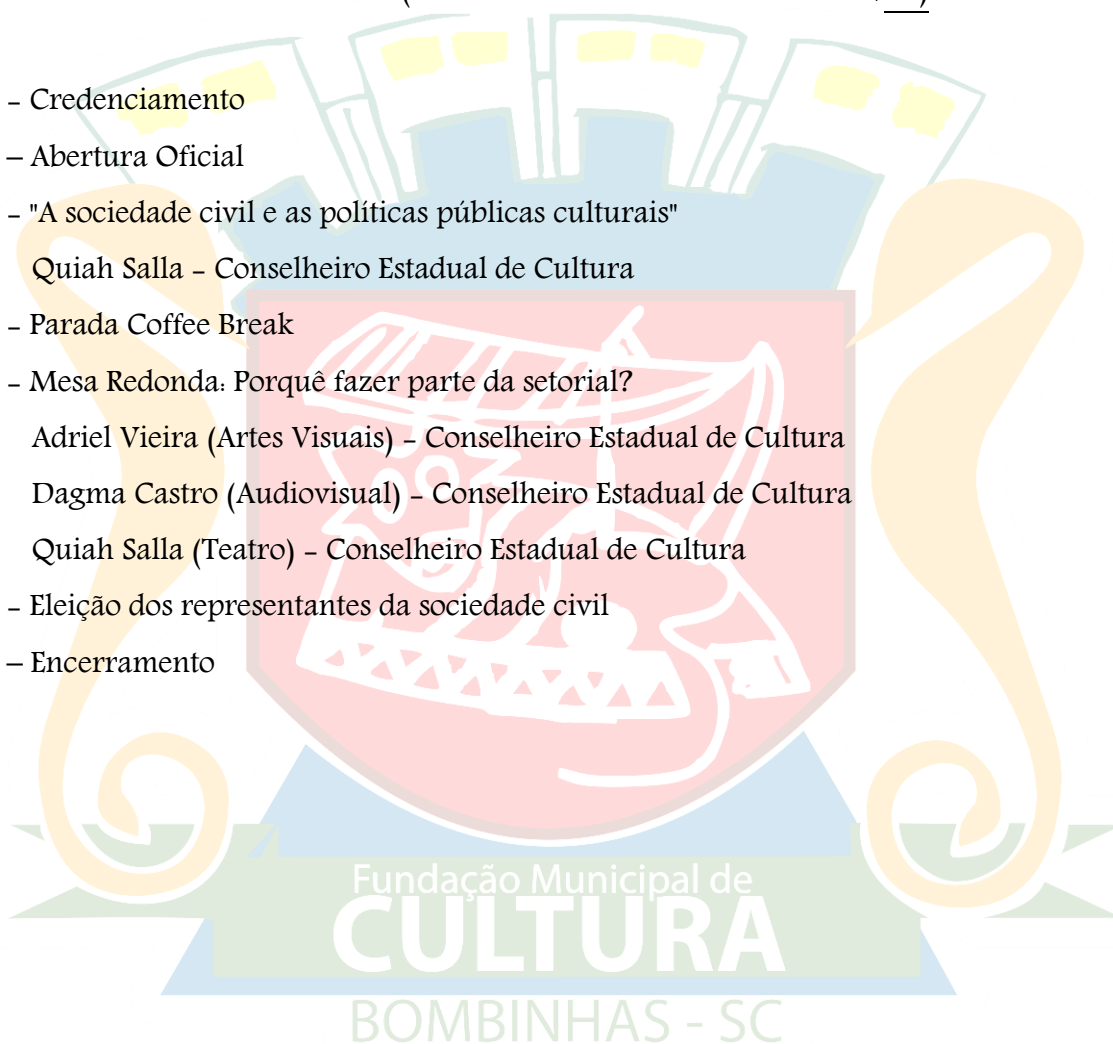 - Credenciamento
– Abertura Oficial
- "A sociedade civil e as políticas públicas culturais"
Quiah Salla - Conselheiro Estadual de Cultura
- Parada Coffee Break
- Mesa Redonda: Porquê fazer parte da setorial?
Adriel Vieira (Artes Visuais) - Conselheiro Estadual de Cultura
Dagma Castro (Audiovisual) - Conselheiro Estadual de Cultura
Quiah Salla (Teatro) - Conselheiro Estadual de Cultura
- Eleição dos representantes da sociedade civil
– Encerramento
Fundação Municipal de
CULTURA
BOMBINHAS - SC